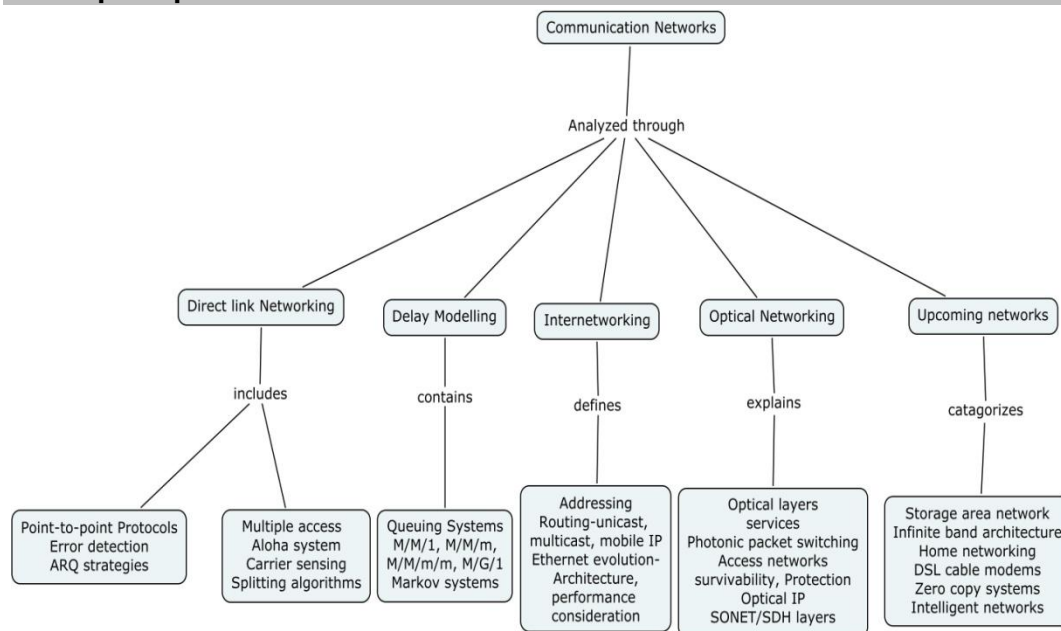 Communication Networks
Analyzed through
Direct link Networking
Delay Modelling
Internetworking
Optical Networking
Upcoming networks
includes
contains
defines
explains
catagorizes
Point-to-point Protocols
Error detection
ARQ strategies
Multiple access
Aloha system
Carrier sensing
Splitting algorithms
Queuing Systems
M/M/1, M/M/m,
M/M/m/m, M/G/1
Markov systems
Addressing
Routing-unicast,
multicast, mobile IP
Ethernet evolution-
Architecture,
performance
consideration
Optical layers
services
Photonic packet switching
Access networks
survivability, Protection
Optical IP
SONET/SDH layers
Storage area network
Infinite band architecture
Home networking
DSL cable modems
Zero copy systems
Intelligent networks